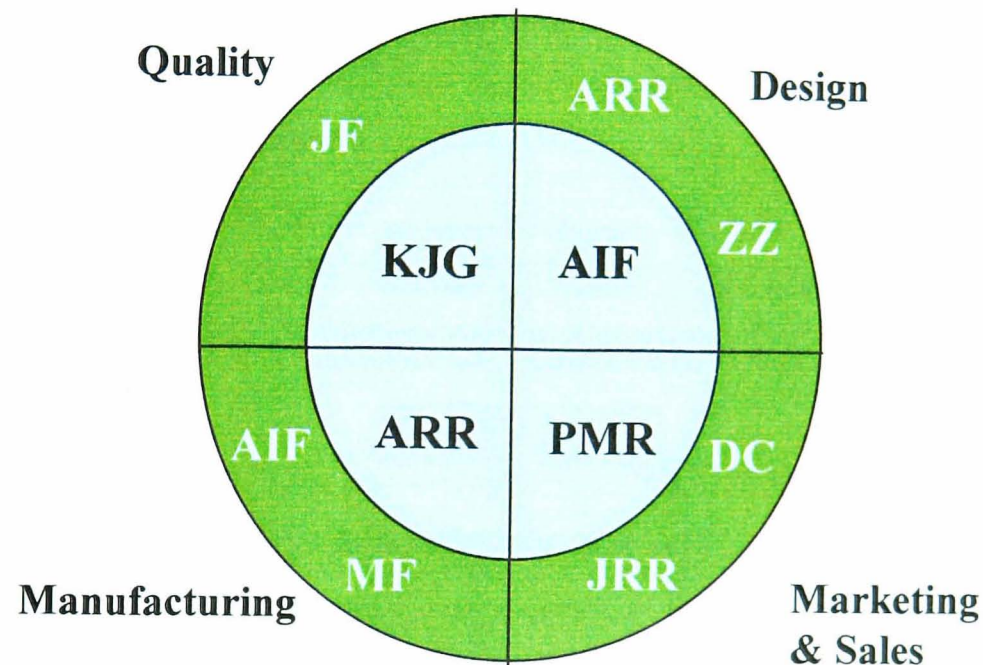 Quality
Design
ARR
JF
ZZ
KJG
AIF
ARR
PMR
AIF
DC
MF
JRR
Manufacturing
Marketing
& Sales